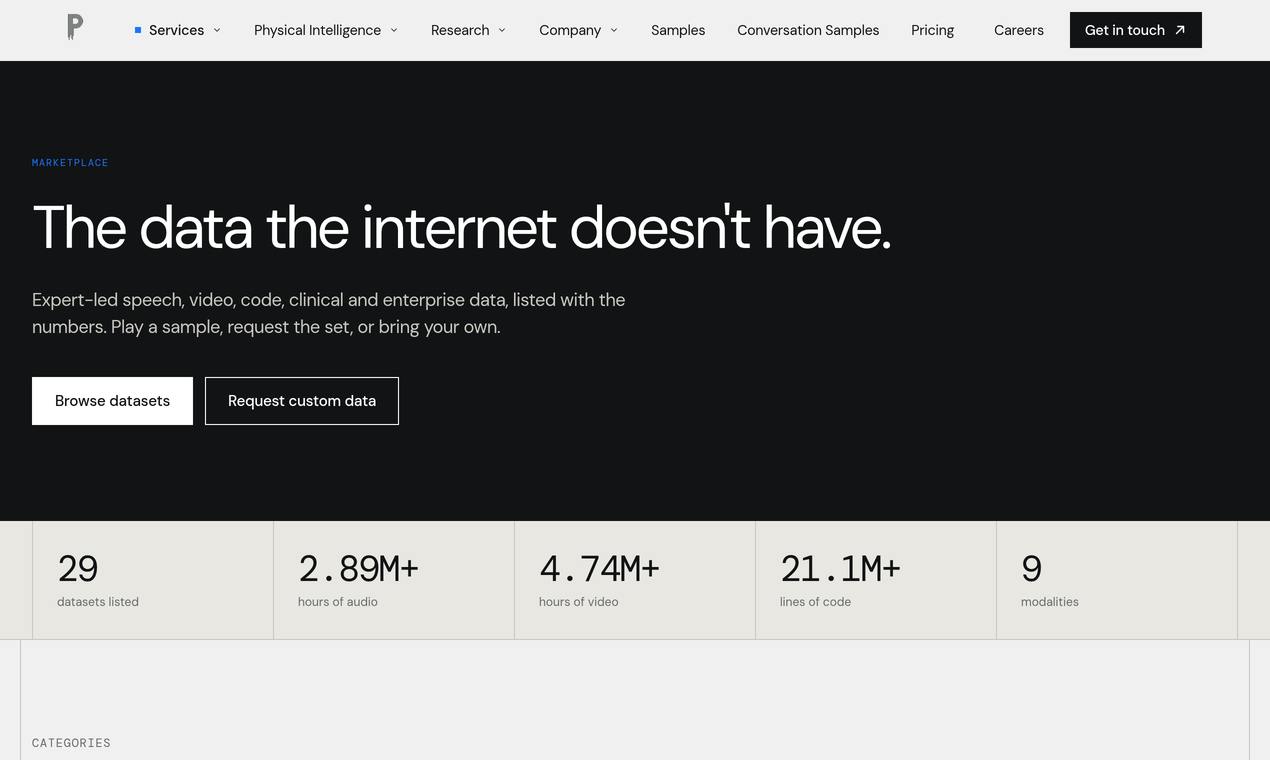 P
Services
Physical Intelligence
Research
Company
Samples
Conversation Samples
Pricing
Careers
Get in touch
MARKETPLACE
The data the internet doesn't have.
Expert-led speech, video, code, clinical and enterprise data, listed with the
numbers. Play a sample, request the set, or bring your own.
Browse datasets
Request custom data
29
datasets listed
2.89M+
hours of audio
4.74M+
hours of video
21.1M+
lines of code
9
modalities
CATEGORIES